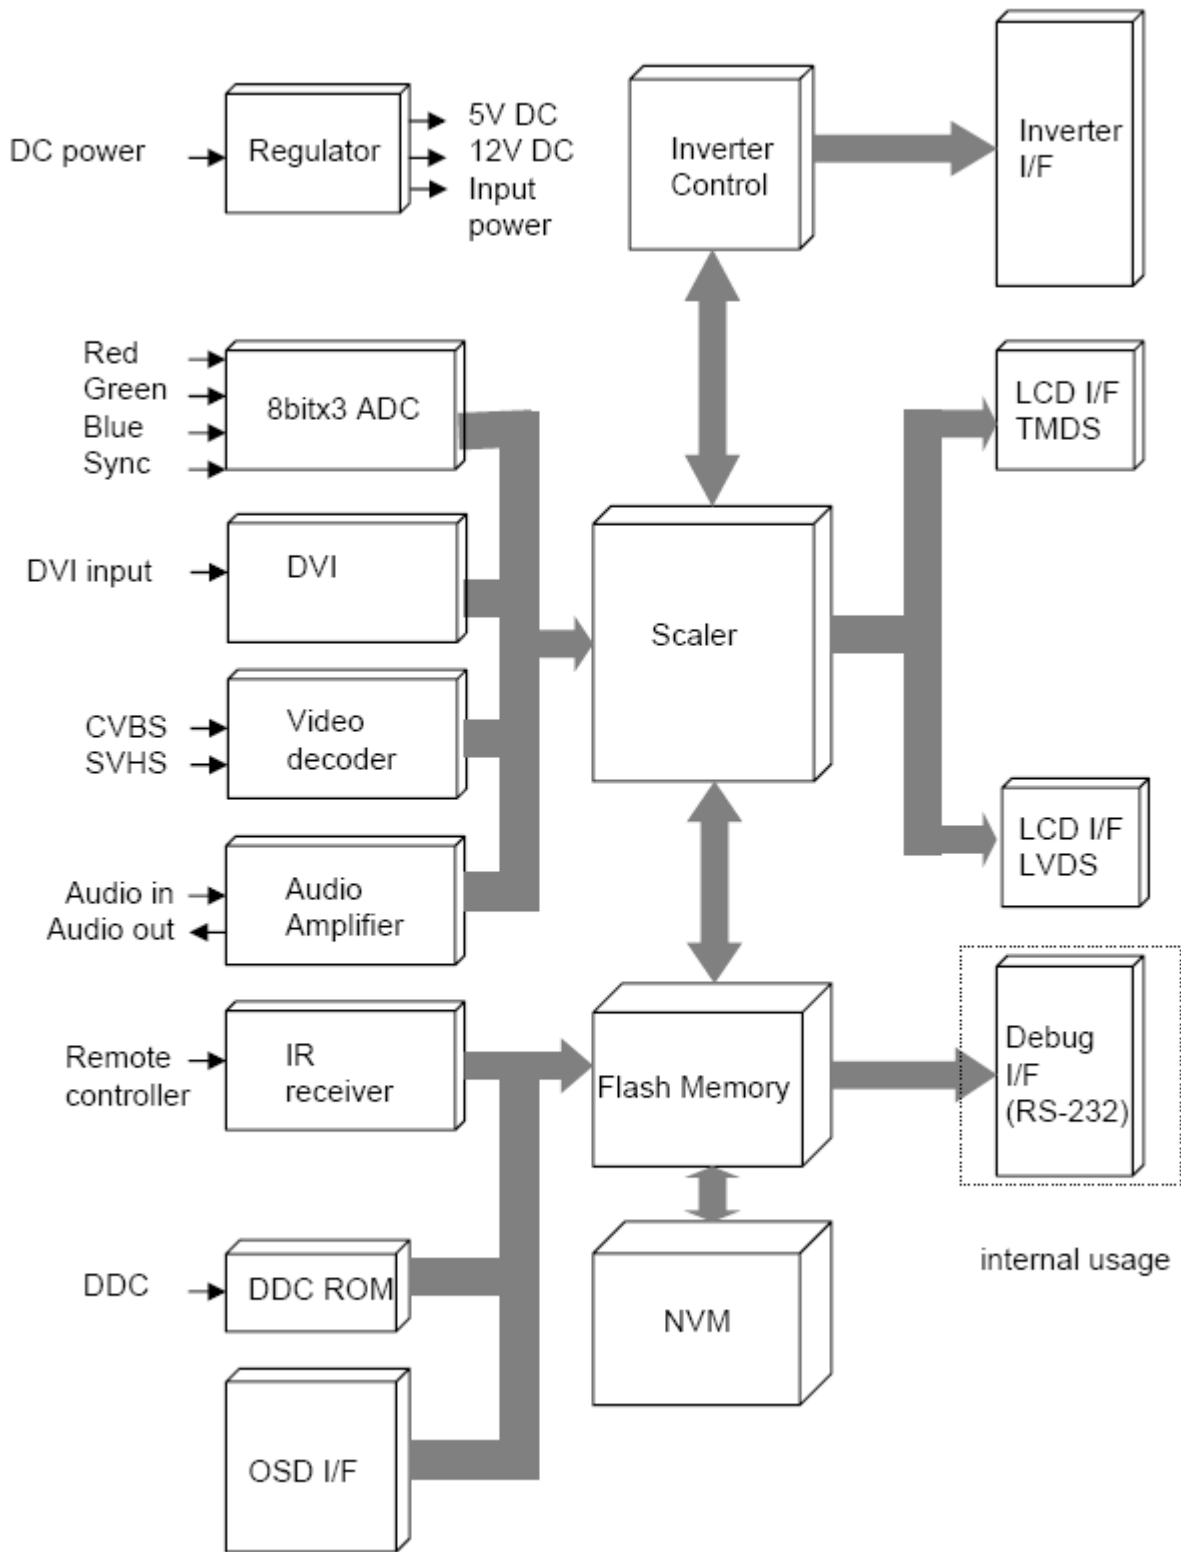 DC power
Regulator
5V DC
12V DC
Input
power
Inverter
Control
Inverter
I/F
Red
Green
Blue
Sync
8bitx3 ADC
LCD I/F
TMDS
DVI input
DVI
Scaler
CVBS
SVHS
Video
decoder
LCD I/F
LVDS
Audio in
Audio out
Audio
Amplifier
Remote
controller
IR
receiver
Flash Memory
Debug
I/F
(RS-232)
internal usage
DDC
DDC ROM
NVM
OSD I/F